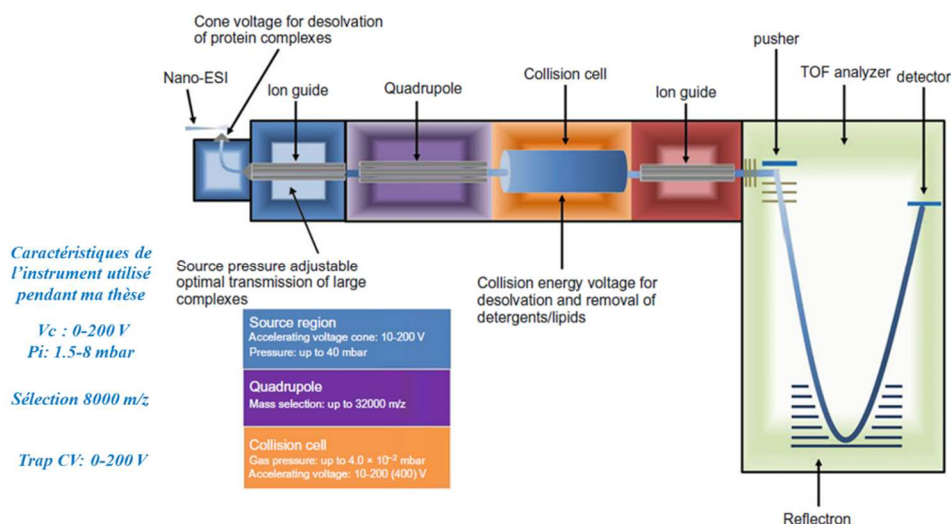 Cone voltage for desolvation
of protein complexes
Nano-ESI
Ion guide
Quadrupole
Collision cell
Ion guide
pusher
TOF analyzer
detector
Source pressure adjustable
optimal transmission of large
complexes
Collision energy voltage for
desolvation and removal of
detergents/lipids
Caractéristiques de
l'instrument utilisé
pendant ma thèse
Vc : 0-200 V
Pi: 1.5-8 mbar
Sélection 8000 m/z
Trap CV: 0-200 V
Source region
Accelerating voltage cone: 10-200 V
Pressure: up to 40 mbar
Quadrupole
Mass selection: up to 32000 m/z
Collision cell
Gas pressure: up to 4.0 × 10⁻² mbar
Accelerating voltage: 10-200 (400) V
Reflectron